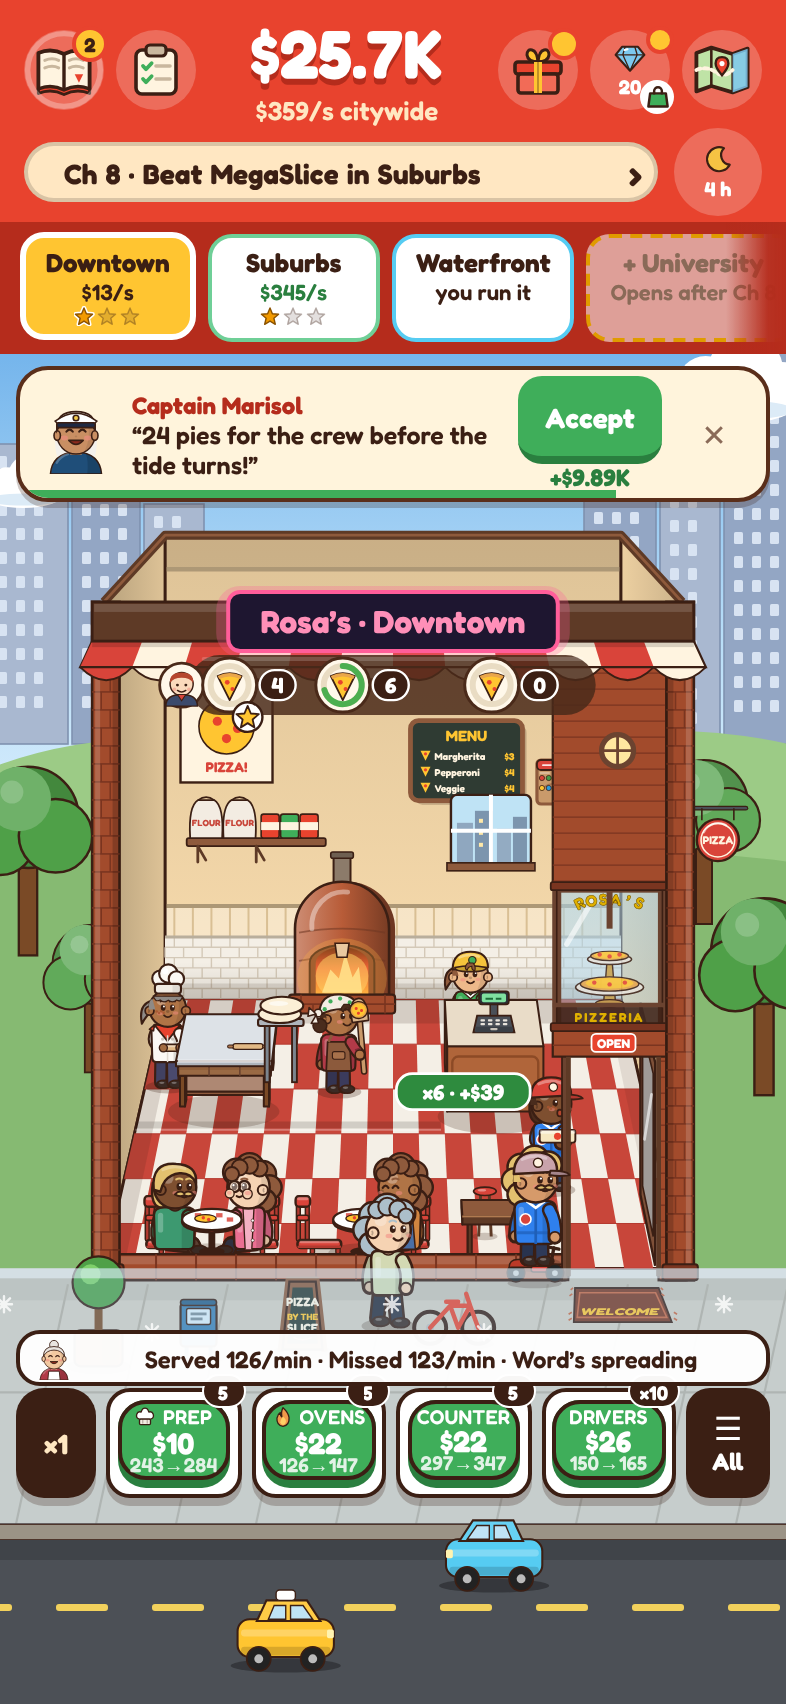 2
$25.7K
$359/s citywide
20
Ch 8 · Beat MegaSlice in Suburbs
4 h
Downtown
$13/s
Suburbs
$345/s
Waterfront
you run it
+ University
Opens after Ch 8
Captain Marisol
“24 pies for the crew before the
tide turns!”
Accept
+$9.89K
Rosa’s · Downtown
4
6
0
PIZZA!
MENU
Margherita $3
Pepperoni $4
Veggie $4
FLOUR
FLOUR
PIZZA
ROSA'S
PIZZERIA
OPEN
x6 · +$39
PIZZA
BY THE
SLICE
WELCOME
Served 126/min · Missed 123/min · Word’s spreading
x1
5
PREP
$10
243→284
5
OVENS
$22
126→147
5
COUNTER
$22
297→347
x10
DRIVERS
$26
150→165
All